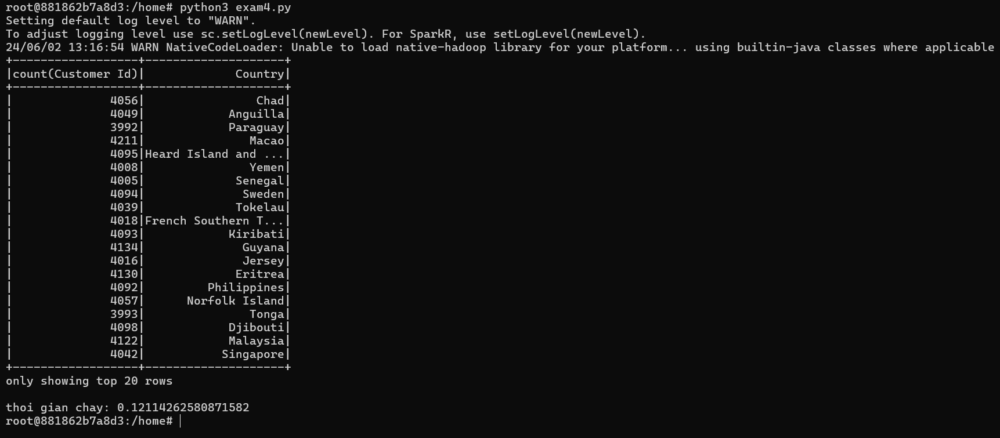 root@881862b7a8d3:/home# python3 exam4.py
Setting default log level to "WARN".
To adjust logging level use sc.setLogLevel(newLevel). For SparkR, use setLogLevel(newLevel).
24/06/02 13:16:54 WARN NativeCodeLoader: Unable to load native-hadoop library for your platform... using builtin-java classes where applicable
+------------------+--------------------+
|count(Customer Id)|             Country|
+------------------+--------------------+
|              4056|                Chad|
|              4049|            Anguilla|
|              3992|            Paraguay|
|              4211|               Macao|
|              4095|Heard Island and ...|
|              4008|               Yemen|
|              4005|             Senegal|
|              4094|              Sweden|
|              4039|             Tokelau|
|              4018|French Southern T...|
|              4093|            Kiribati|
|              4134|              Guyana|
|              4016|              Jersey|
|              4130|             Eritrea|
|              4092|         Philippines|
|              4057|      Norfolk Island|
|              3993|               Tonga|
|              4098|            Djibouti|
|              4122|            Malaysia|
|              4042|           Singapore|
+------------------+--------------------+
only showing top 20 rows
thoi gian chay: 0.12114262580871582
root@881862b7a8d3:/home#